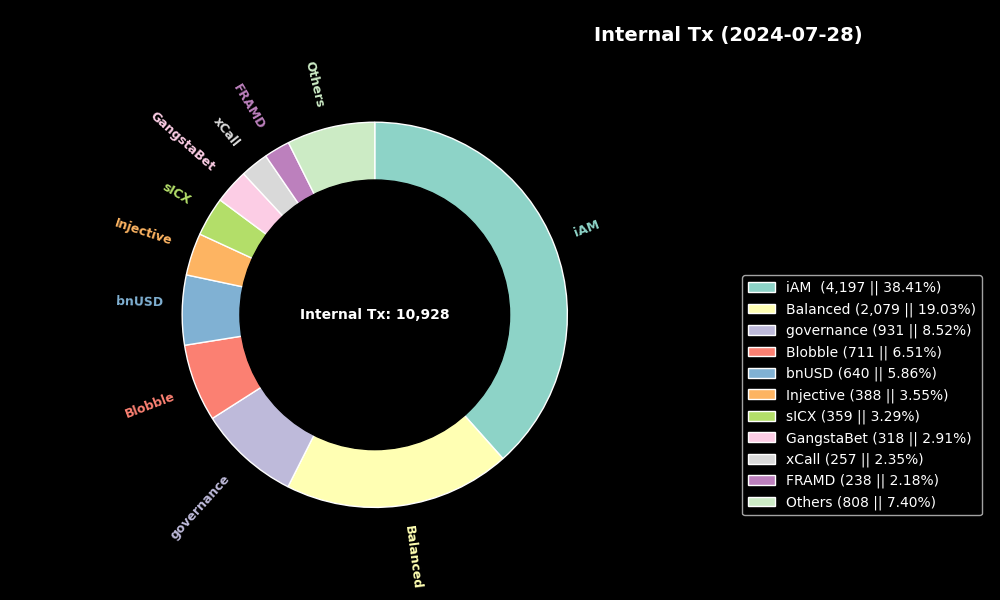 Internal Tx (2024-07-28)
Others
FRAMD
xCall
GangstaBet
sICX
Injective
bnUSD
Blobble
governance
Balanced
iAM
Internal Tx: 10,928
iAM  (4,197 || 38.41%)
Balanced (2,079 || 19.03%)
governance (931 || 8.52%)
Blobble (711 || 6.51%)
bnUSD (640 || 5.86%)
Injective (388 || 3.55%)
sICX (359 || 3.29%)
GangstaBet (318 || 2.91%)
xCall (257 || 2.35%)
FRAMD (238 || 2.18%)
Others (808 || 7.40%)